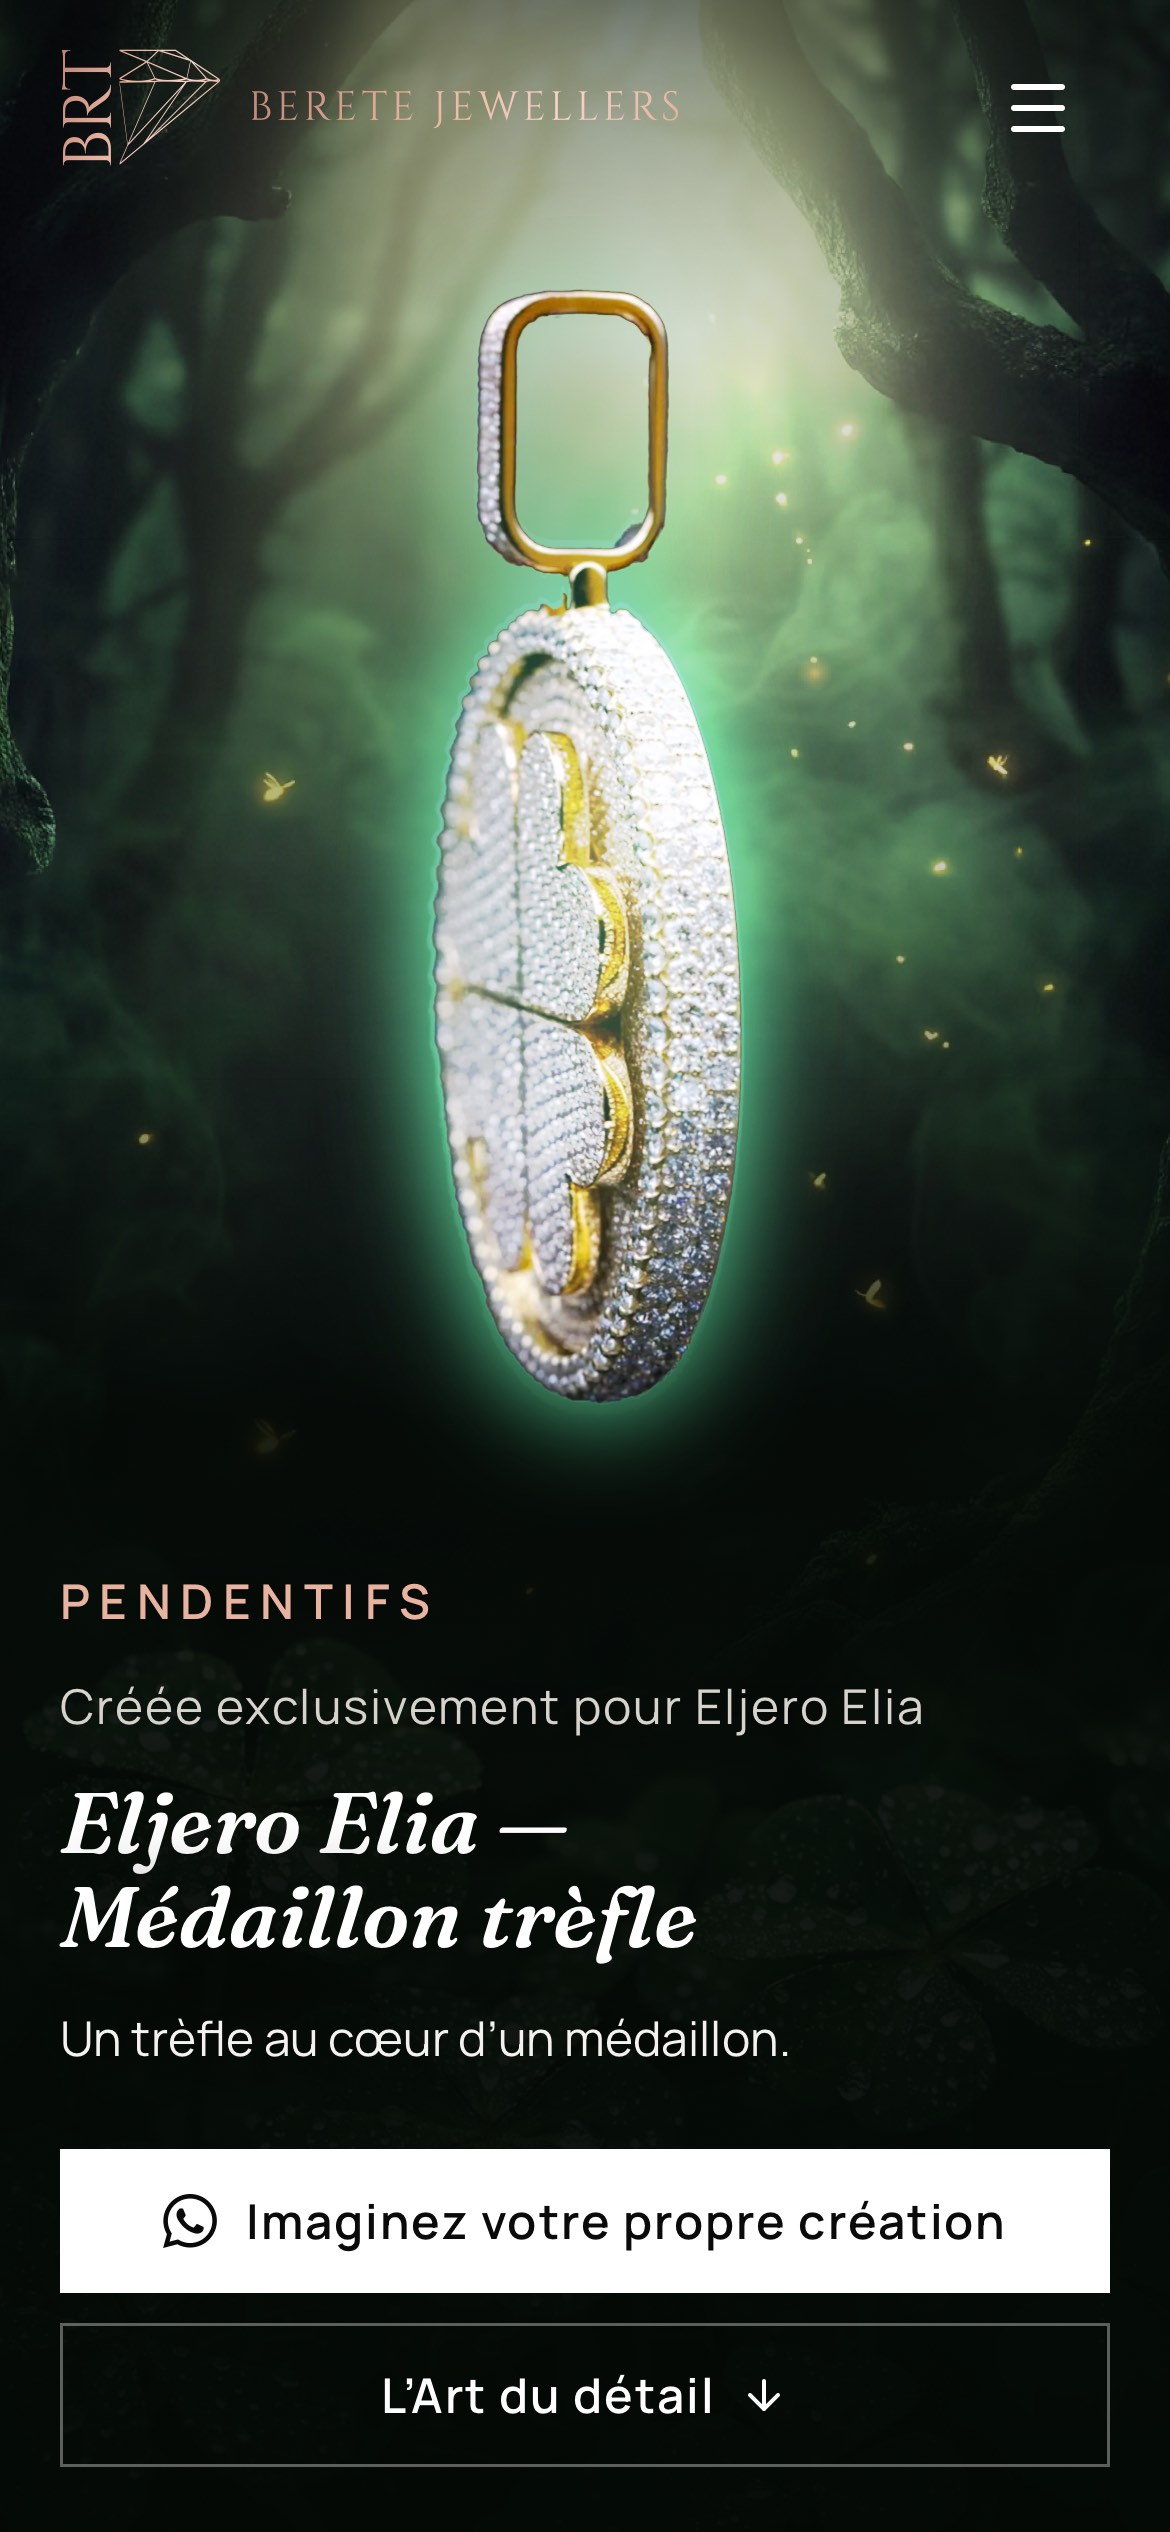 BRT
BERETE JEWELLERS
PENDENTIFS
Créée exclusivement pour Eljero Elia
Eljero Elia —
Médaillon trèfle
Un trèfle au cœur d’un médaillon.
Imaginez votre propre création
L’Art du détail ↓